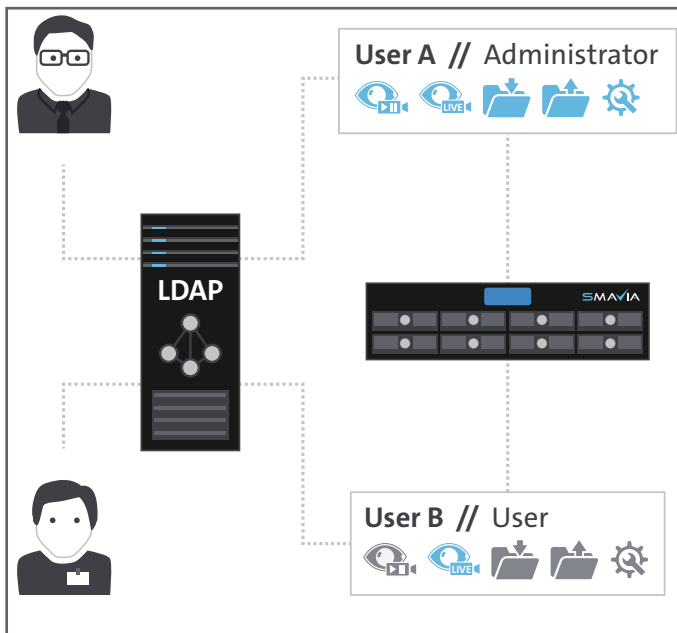 User A // Administrator
LIVE
LDAP
SMAVIA
User B // User
LIVE